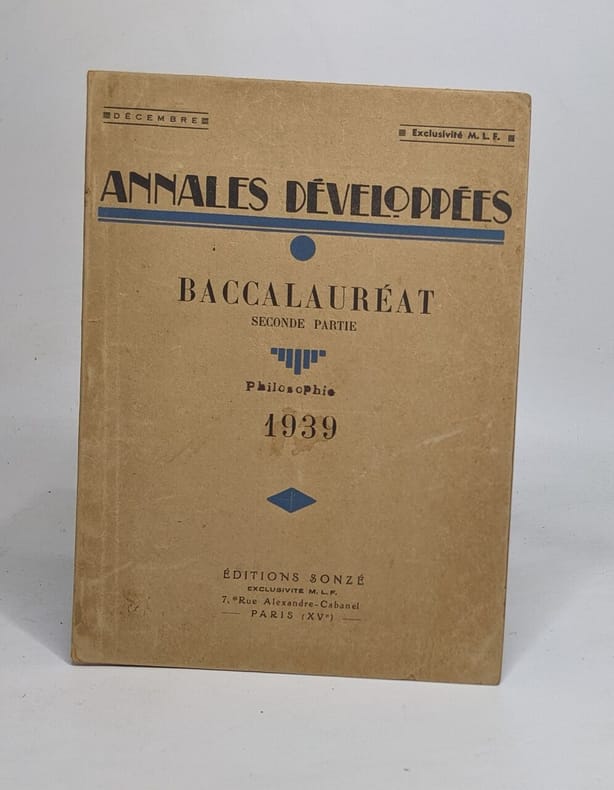 DÉCEMBRE
Exclusivité M. L. F.
ANNALES DÉVELOPPÉES
BACCALAURÉAT
SECONDE PARTIE
Philosophie
1939
ÉDITIONS SONZÉ
EXCLUSIVITÉ M. L. F.
7, Rue Alexandre-Cabanel
PARIS (XVᵉ)